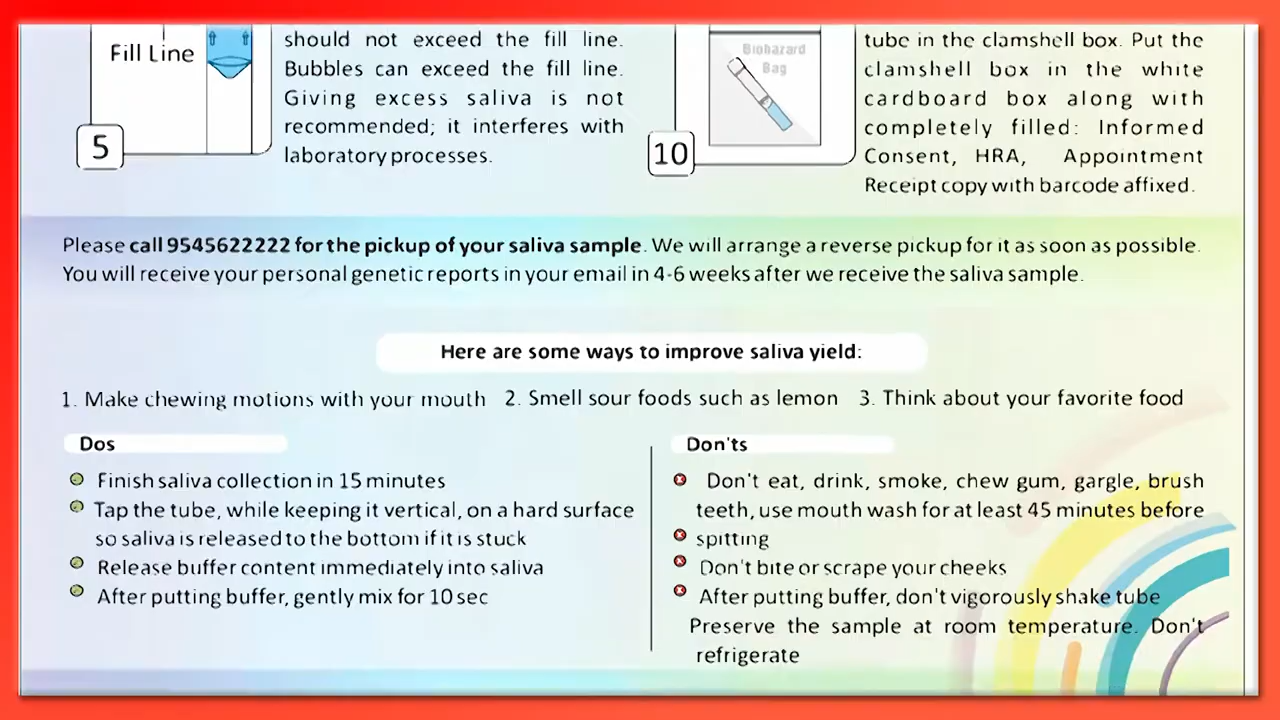 Fill Line
5
should not exceed the fill line.
Bubbles can exceed the fill line.
Giving excess saliva is not
recommended; it interferes with
laboratory processes.
Biohazard
Bag
10
tube in the clamshell box. Put the
clamshell box in the white
cardboard box along with
completely filled: Informed
Consent, HRA, Appointment
Receipt copy with barcode affixed.
Please call 9545622222 for the pickup of your saliva sample. We will arrange a reverse pickup for it as soon as possible.
You will receive your personal genetic reports in your email in 4-6 weeks after we receive the saliva sample.
Here are some ways to improve saliva yield:
1. Make chewing motions with your mouth 2. Smell sour foods such as lemon 3. Think about your favorite food
Dos
Finish saliva collection in 15 minutes
Tap the tube, while keeping it vertical, on a hard surface
so saliva is released to the bottom if it is stuck
Release buffer content immediately into saliva
After putting buffer, gently mix for 10 sec
Don'ts
Don't eat, drink, smoke, chew gum, gargle, brush
teeth, use mouth wash for at least 45 minutes before
spitting
Don't bite or scrape your cheeks
After putting buffer, don't vigorously shake tube
Preserve the sample at room temperature. Don't
refrigerate